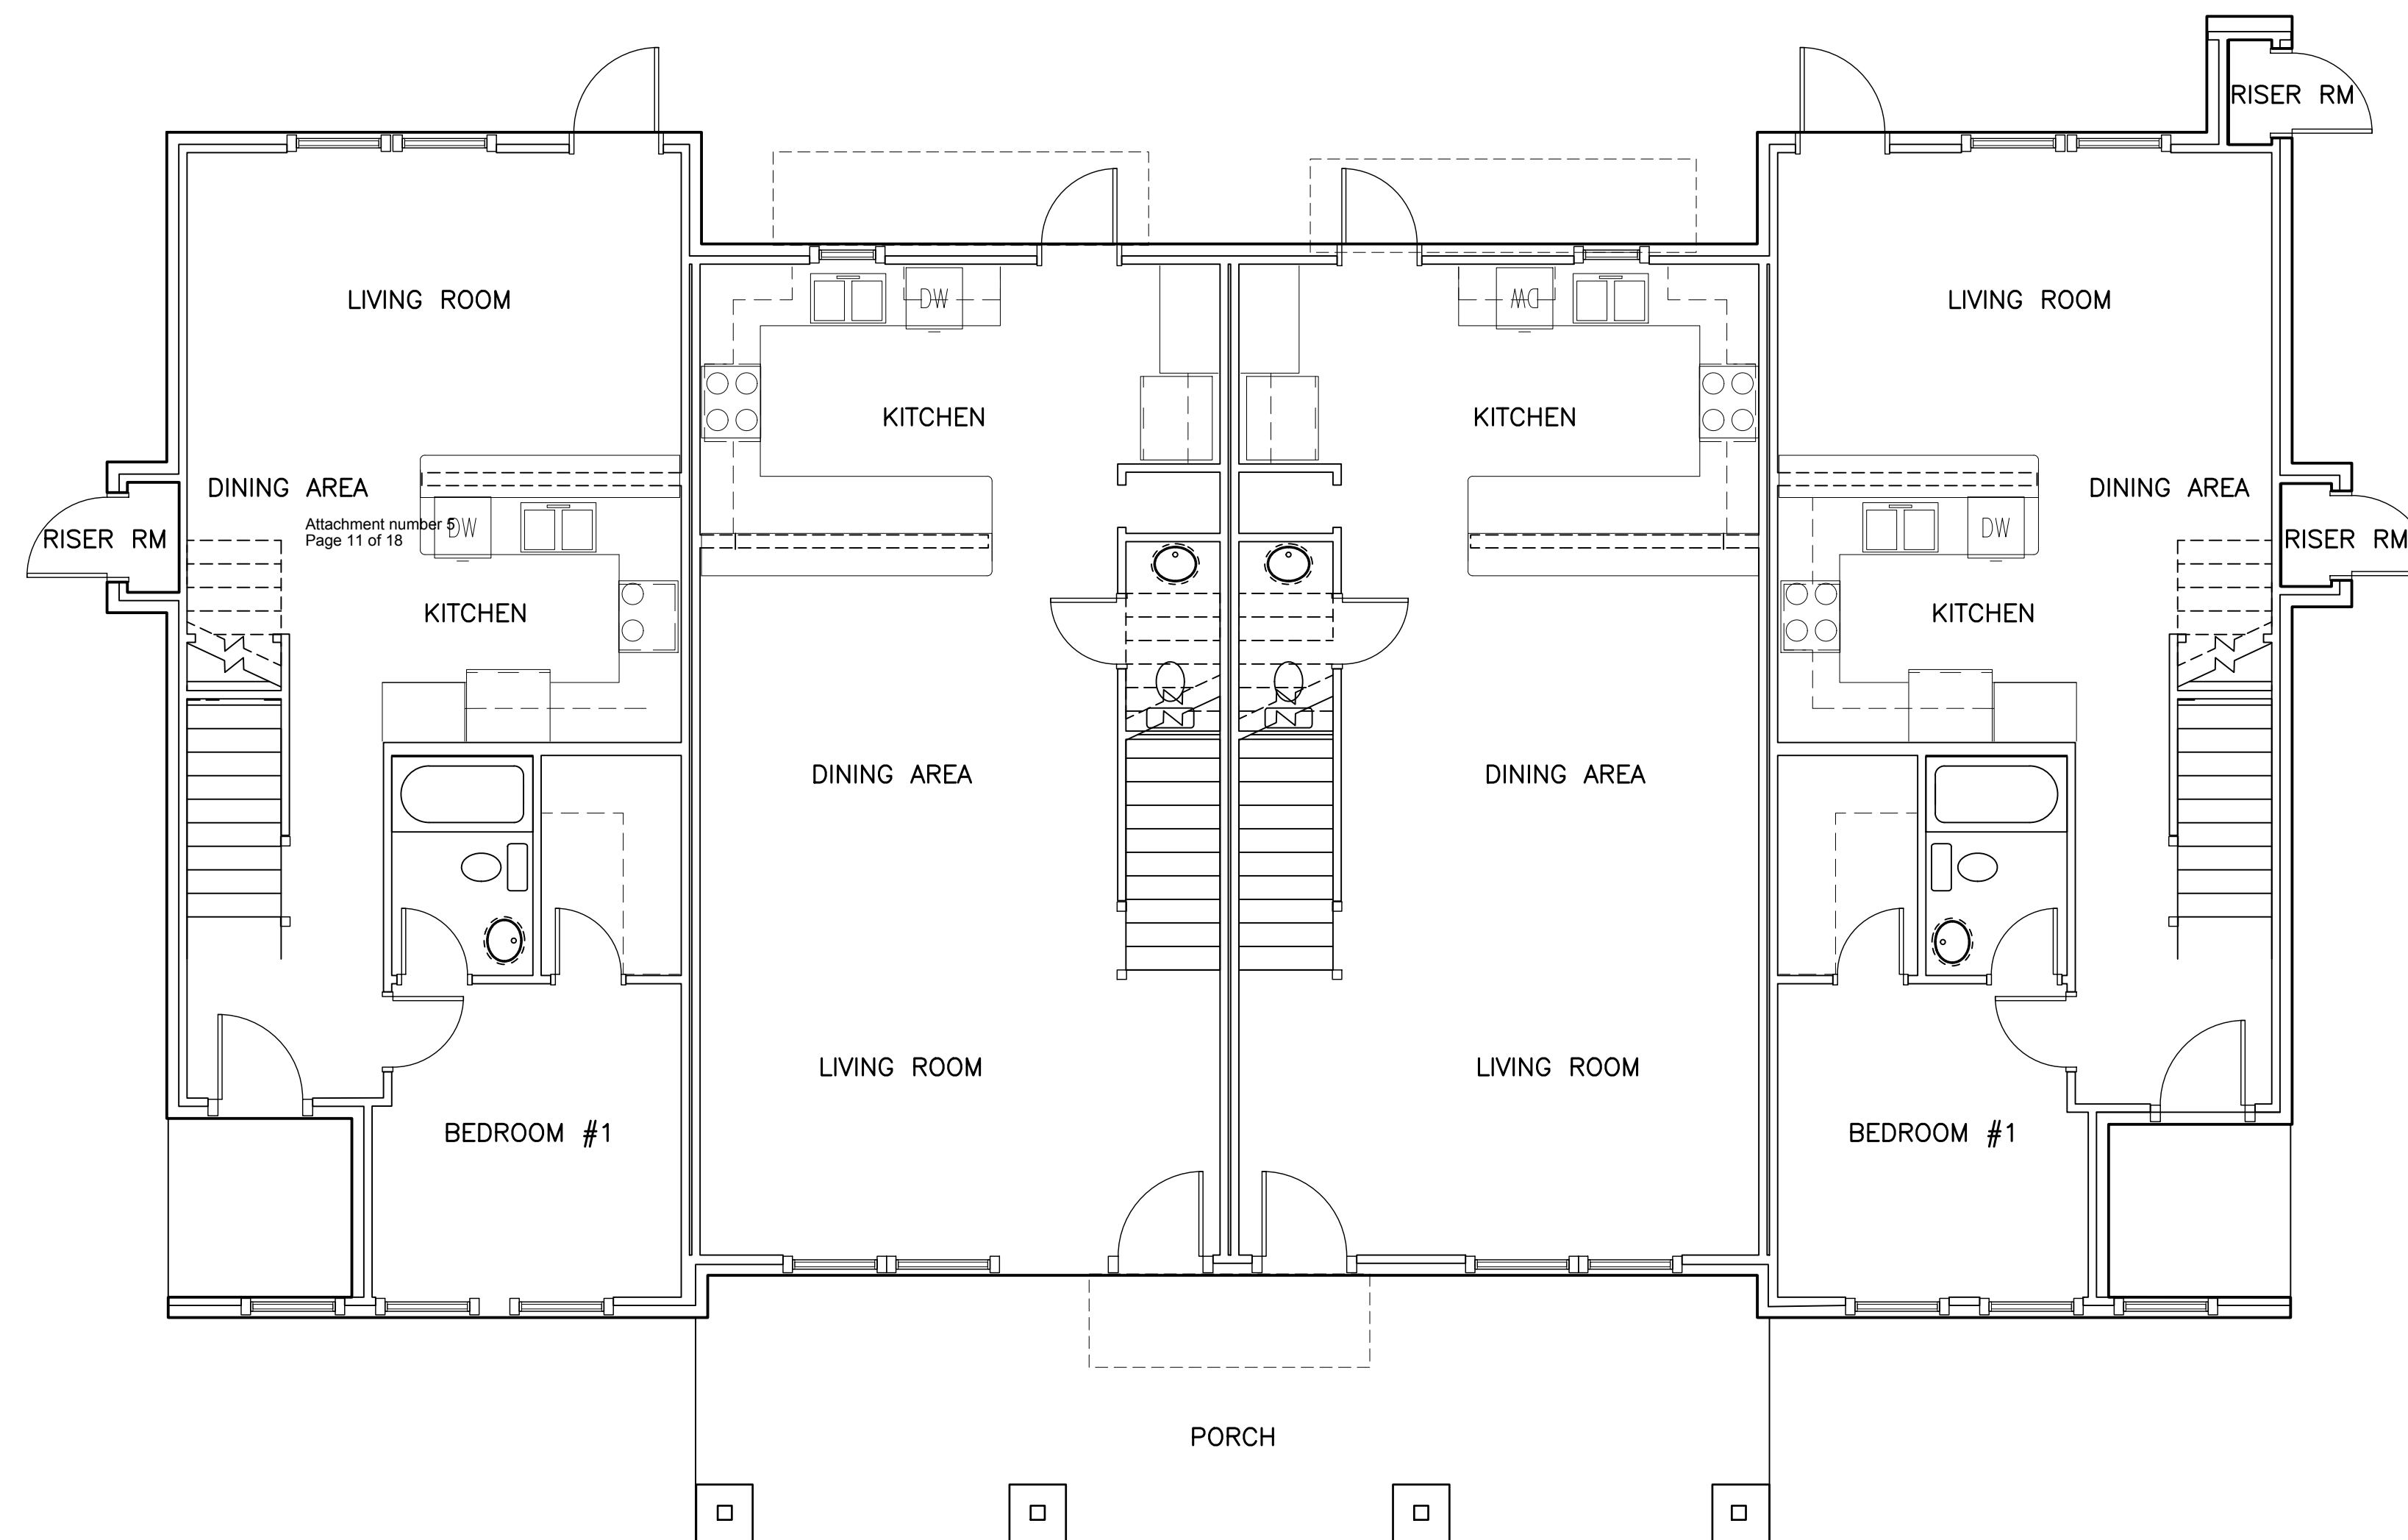 RISER RM
LIVING ROOM
LIVING ROOM
DW
DW
KITCHEN
KITCHEN
DINING AREA
DINING AREA
Attachment number 5
Page 11 of 18
DW
DW
RISER RM
RISER RM
KITCHEN
KITCHEN
DINING AREA
DINING AREA
LIVING ROOM
LIVING ROOM
BEDROOM #1
BEDROOM #1
PORCH